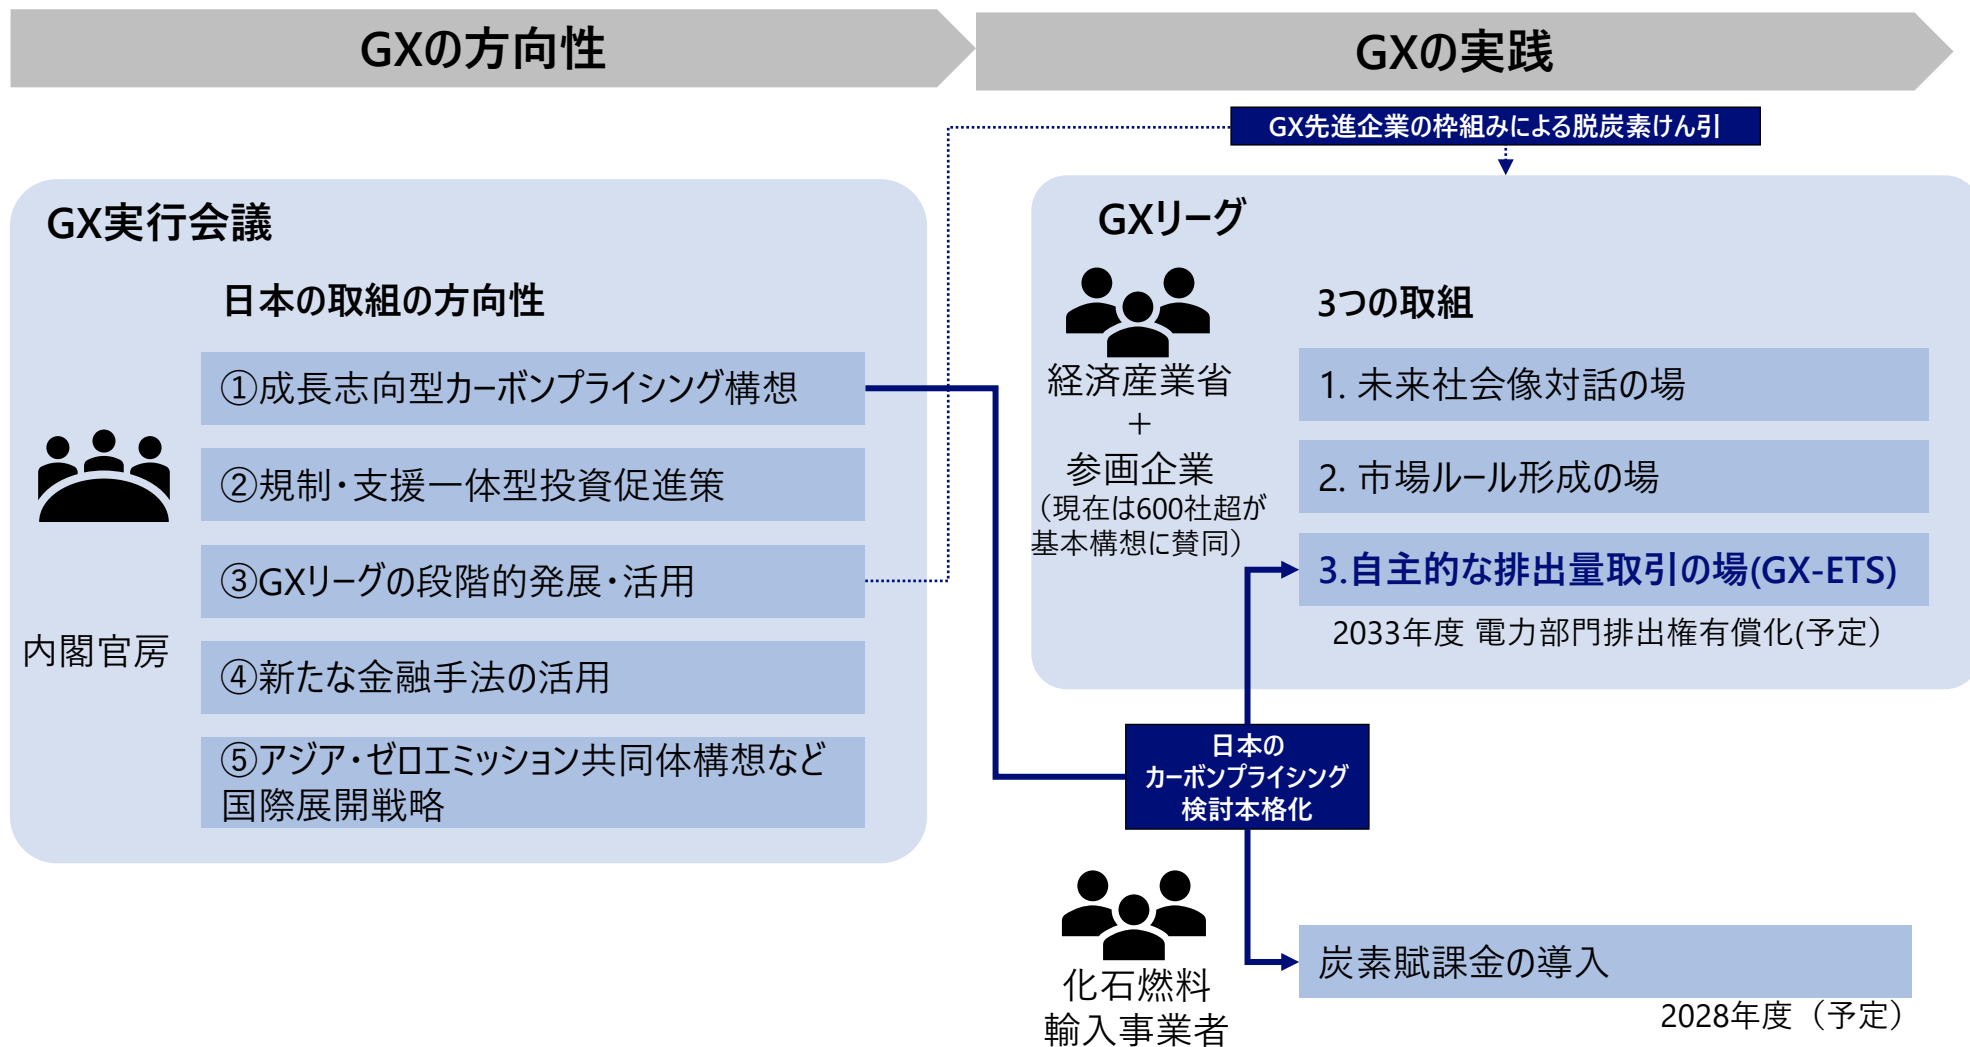 GXの方向性
GXの実践
GX先進企業の枠組みによる脱炭素けん引
GX実行会議
日本の取組の方向性
①成長志向型カーボンプライシング構想
②規制・支援一体型投資促進策
③GXリーグの段階的発展・活用
④新たな金融手法の活用
⑤アジア・ゼロエミッション共同体構想など
国際展開戦略
内閣官房
GXリーグ
経済産業省
＋
参画企業
（現在は600社超が
基本構想に賛同）
3つの取組
1. 未来社会像対話の場
2. 市場ルール形成の場
3.自主的な排出量取引の場(GX-ETS)
2033年度 電力部門排出権有償化(予定）
日本の
カーボンプライシング
検討本格化
化石燃料
輸入事業者
炭素賦課金の導入
2028年度（予定）